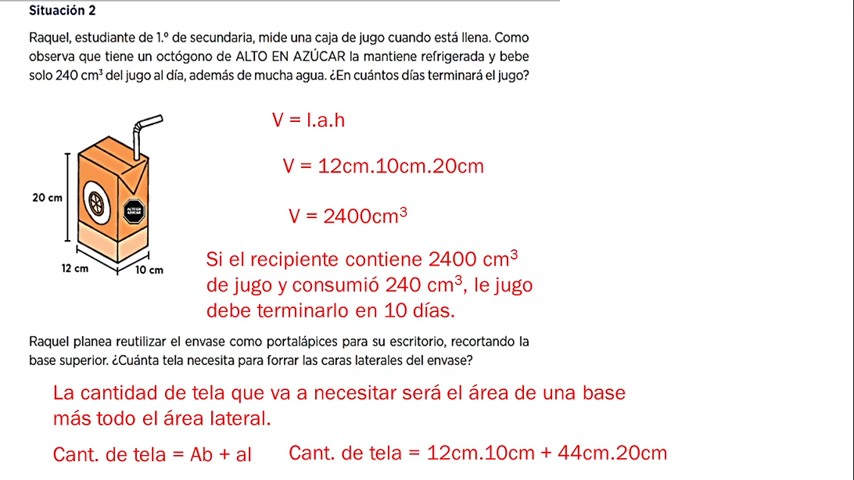 Situación 2
Raquel, estudiante de 1.º de secundaria, mide una caja de jugo cuando está llena. Como
observa que tiene un octógono de ALTO EN AZÚCAR la mantiene refrigerada y bebe
solo 240 cm³ del jugo al día, además de mucha agua. ¿En cuántos días terminará el jugo?
V = l.a.h
V = 12cm.10cm.20cm
V = 2400cm³
20 cm
ALTO EN
AZÚCAR
12 cm
10 cm
Si el recipiente contiene 2400 cm³
de jugo y consumió 240 cm³, le jugo
debe terminarlo en 10 días.
Raquel planea reutilizar el envase como portalápices para su escritorio, recortando la
base superior. ¿Cuánta tela necesita para forrar las caras laterales del envase?
La cantidad de tela que va a necesitar será el área de una base
más todo el área lateral.
Cant. de tela = Ab + al
Cant. de tela = 12cm.10cm + 44cm.20cm